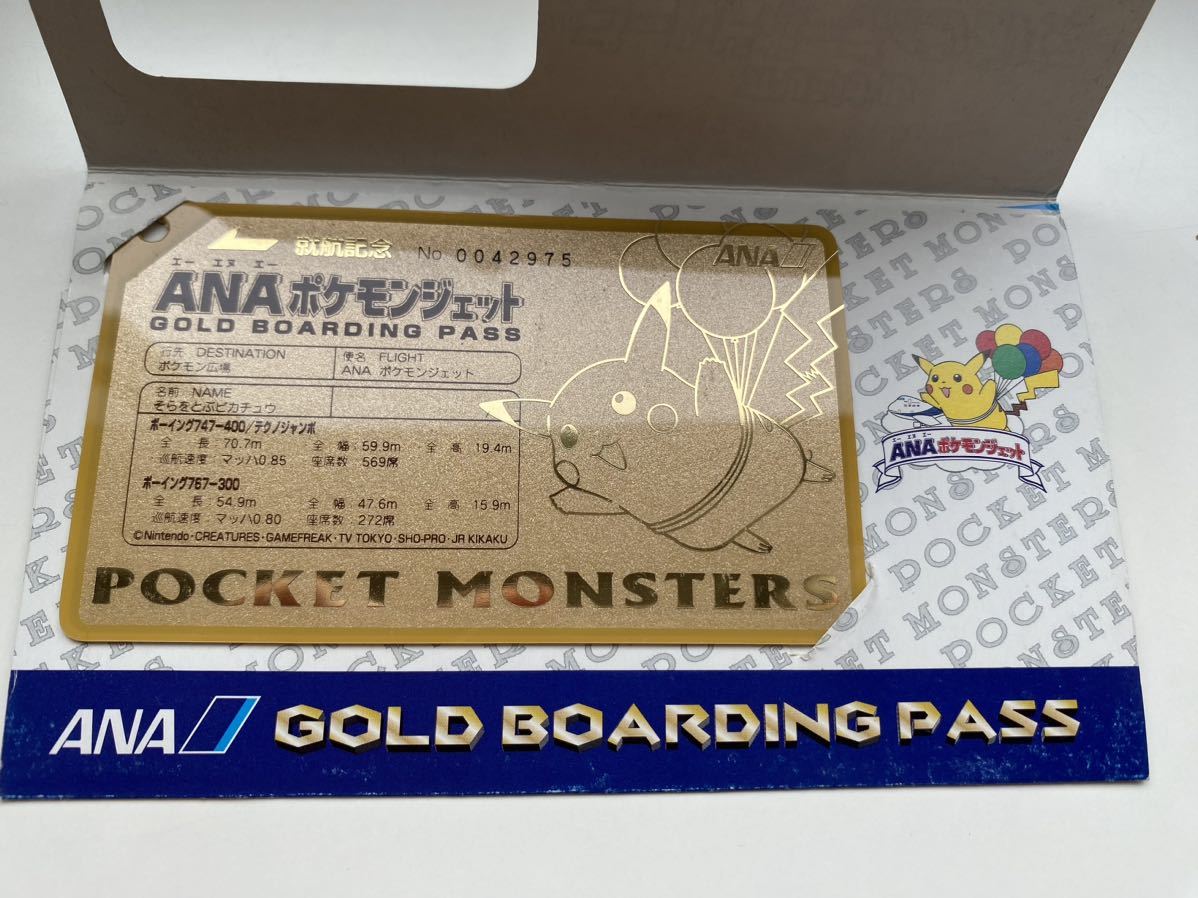 就航記念 No 0042975
ANA
エー エヌ エー
ANAポケモンジェット
GOLD BOARDING PASS
行先 DESTINATION
ポケモン広場
便名 FLIGHT
ANA ポケモンジェット
名前 NAME
そらをとぶピカチュウ
ボーイング747-400/テクノジャンボ
全長:70.7m 全幅:59.9m 全高 19.4m
巡航速度:マッハ0.85 座席数:569席
ボーイング767-300
全長:54.9m 全幅 47.6m 全高 15.9m
巡航速度:マッハ0.80 座席数:272席
©Nintendo・CREATURES・GAMEFREAK・TV TOKYO・SHO-PRO・JR KIKAKU
POCKET MONSTERS
エー エヌ エー
ANAポケモンジェット
POCKET MONSTERS
ANA GOLD BOARDING PASS